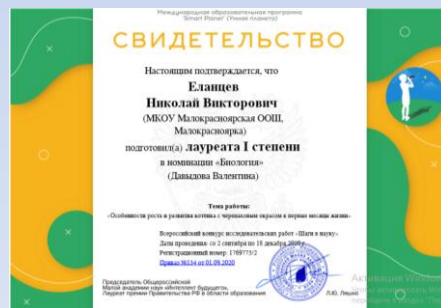 Международная образовательная программа
"Smart Planet" (Умная планета)
СВИДЕТЕЛЬСТВО
Настоящим подтверждается, что
Еланцев
Николай Викторович
(МКОУ Малокрасноярская ООШ,
Малокрасноярка)
подготовил(а) лауреата I степени
в номинации «Биология»
(Давыдова Валентина)
Тема работы:
«Особенности роста и развития котёнка с черепаховым окрасом в первые месяцы жизни»
Всероссийский конкурс исследовательских работ «Шаги в науку»
Дата проведения: со 2 сентября по 18 декабря 2020 г.
Регистрационный номер: 1769773/2
Приказ №334 от 01.09.2020
Председатель Общероссийской
Малой академии наук «Интеллект будущего»,
Лауреат премии Правительства РФ в области образования
Л.Ю. Ляшко
Активация Windows